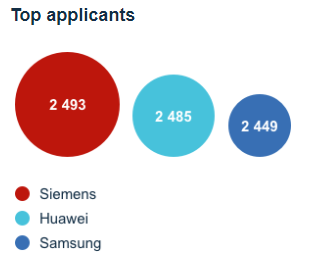 Top applicants
2 493
2 485
2 449
Siemens
Huawei
Samsung